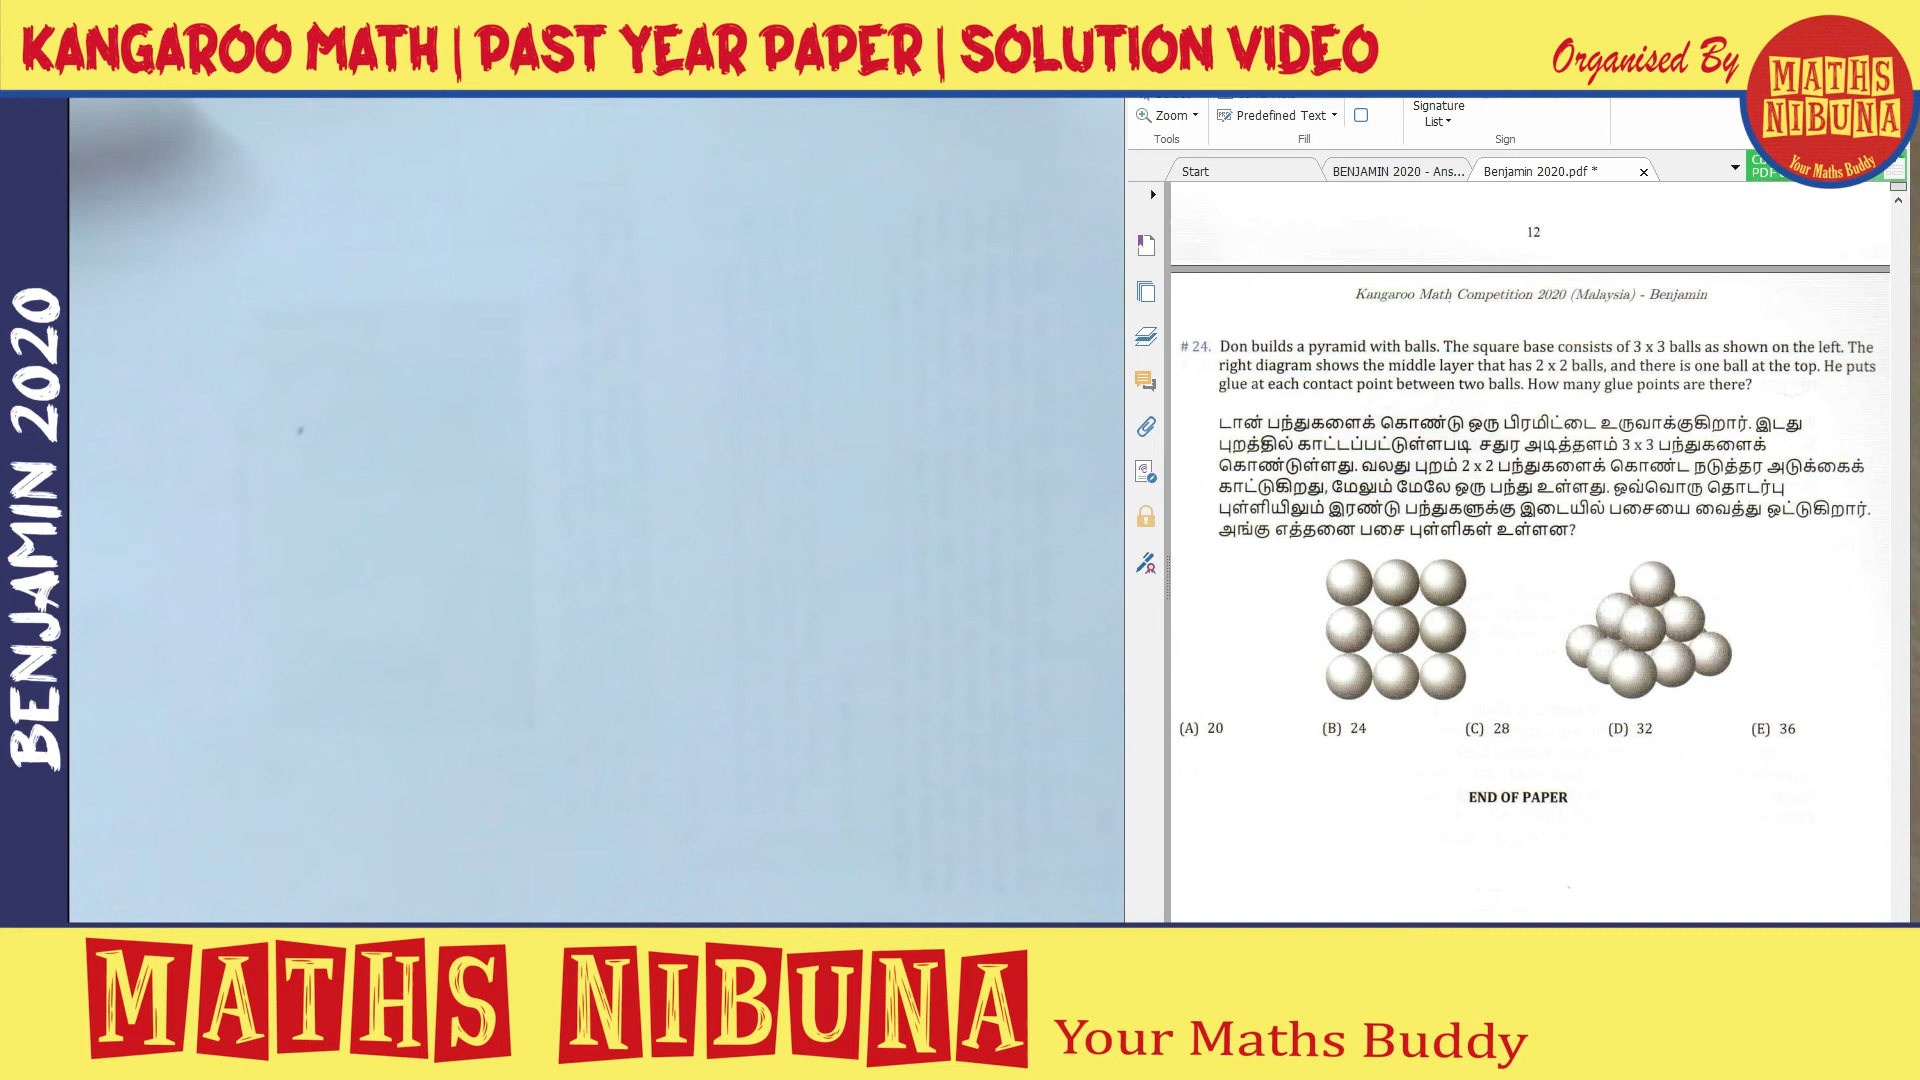 KANGAROO MATH | PAST YEAR PAPER | SOLUTION VIDEO
Organised By
MATHS
NIBUNA
Your Maths Buddy
BENJAMIN 2020
Zoom
Predefined Text
Signature
List
Tools
Fill
Sign
Start
BENJAMIN 2020 - Ans...
Benjamin 2020.pdf *
12
Kangaroo Math Competition 2020 (Malaysia) - Benjamin
# 24. Don builds a pyramid with balls. The square base consists of 3 x 3 balls as shown on the left. The
right diagram shows the middle layer that has 2 x 2 balls, and there is one ball at the top. He puts
glue at each contact point between two balls. How many glue points are there?
டான் பந்துகளைக் கொண்டு ஒரு பிரமிட்டை உருவாக்குகிறார். இடது
புறத்தில் காட்டப்பட்டுள்ளபடி சதுர அடித்தளம் 3 x 3 பந்துகளைக்
கொண்டுள்ளது. வலது புறம் 2 x 2 பந்துகளைக் கொண்ட நடுத்தர அடுக்கைக்
காட்டுகிறது, மேலும் மேலே ஒரு பந்து உள்ளது. ஒவ்வொரு தொடர்பு
புள்ளியிலும் இரண்டு பந்துகளுக்கு இடையில் பசையை வைத்து ஒட்டுகிறார்.
அங்கு எத்தனை பசை புள்ளிகள் உள்ளன?
(A) 20 (B) 24 (C) 28 (D) 32 (E) 36
END OF PAPER
MATHS NIBUNA Your Maths Buddy